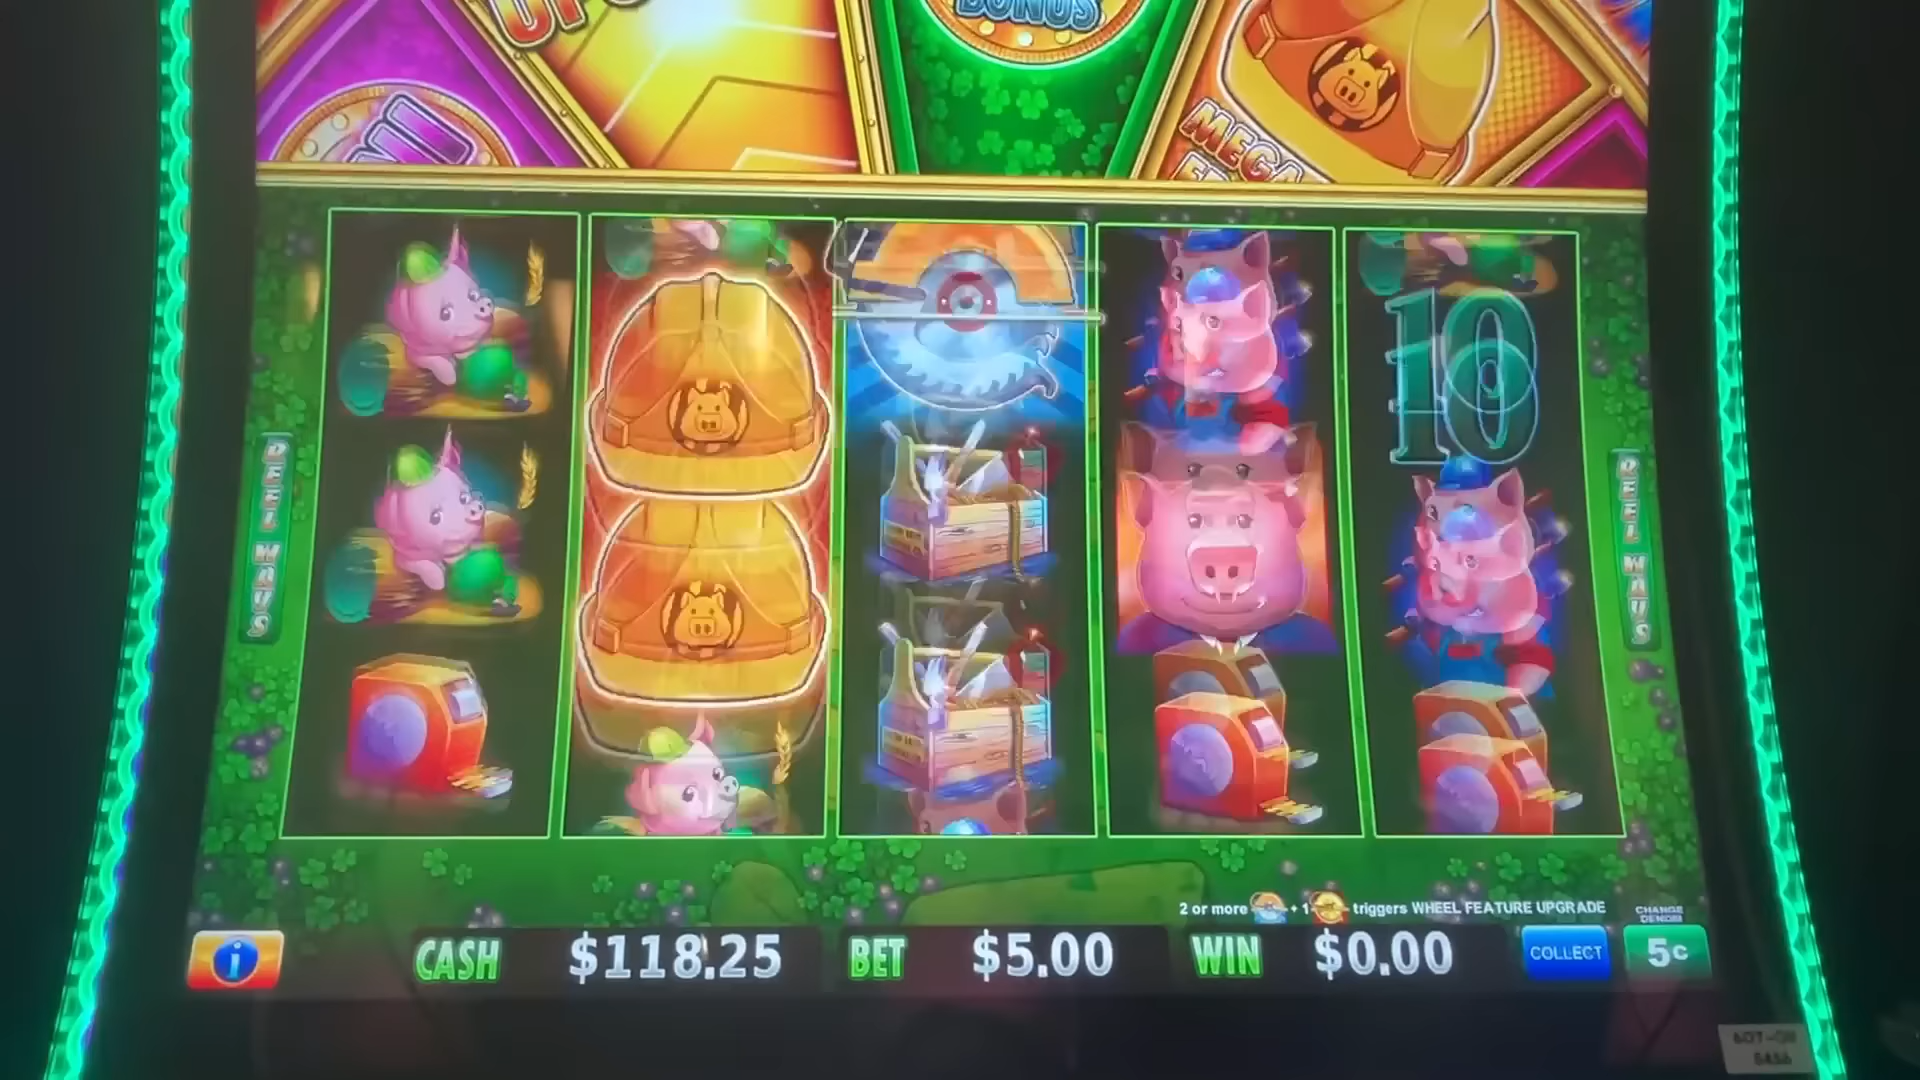 BONUS
MEGA
REEL WAYS
10
REEL WAYS
2 or more + 1 triggers WHEEL FEATURE UPGRADE
CHANGE
DENOM
CASH $118.25 BET $5.00 WIN $0.00 COLLECT 5¢